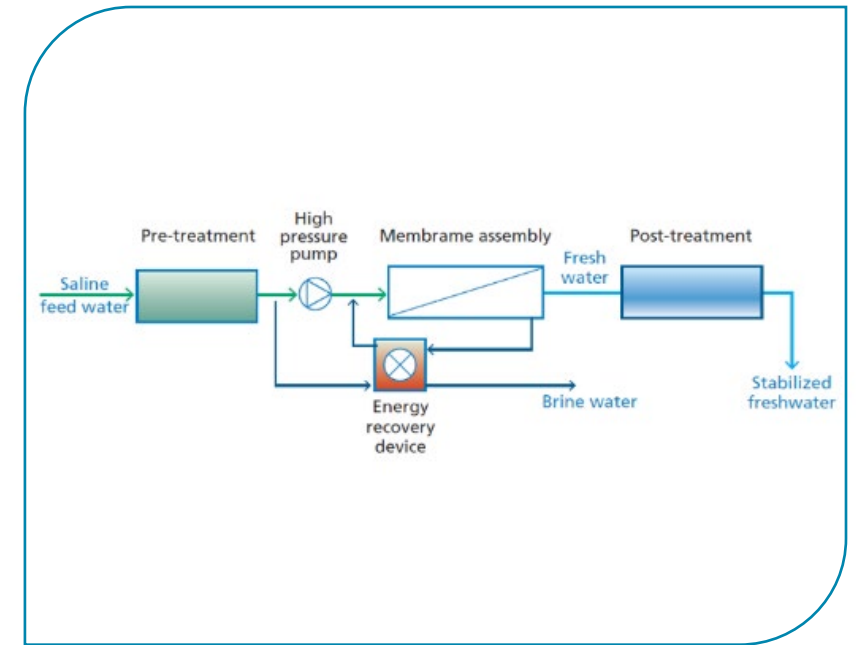 Pre-treatment
High
pressure
pump
Membrame assembly
Post-treatment
Saline
feed water
Fresh
water
Energy
recovery
device
Brine water
Stabilized
freshwater